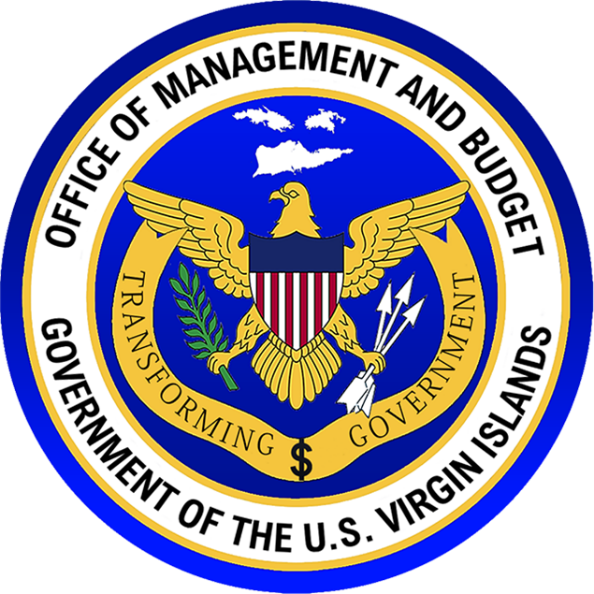 OFFICE OF MANAGEMENT AND BUDGET
TRANSFORMING $ GOVERNMENT
GOVERNMENT OF THE U.S. VIRGIN ISLANDS